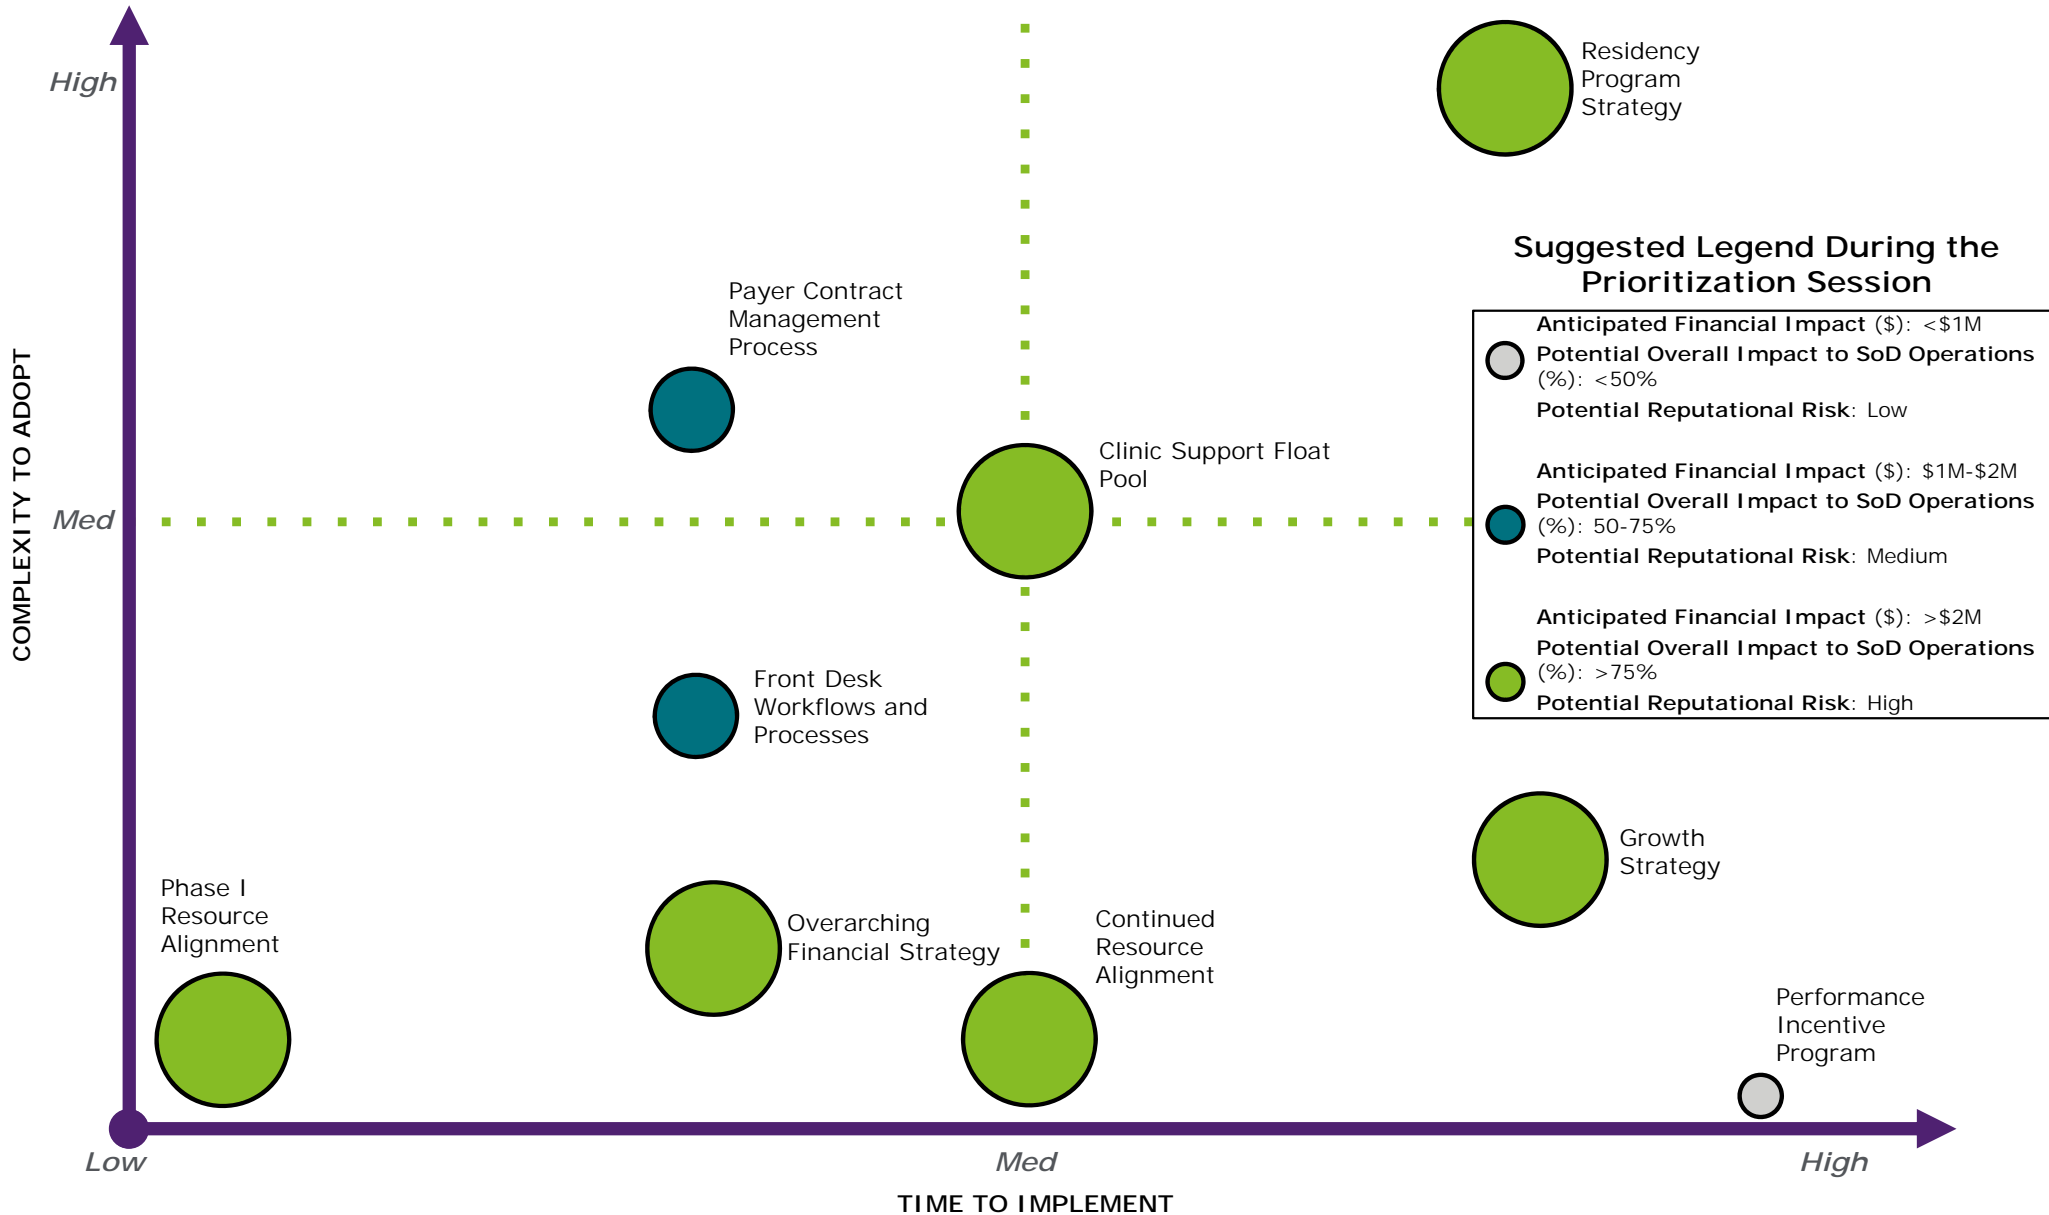 High
Residency
Program
Strategy
Suggested Legend During the
Prioritization Session
Anticipated Financial Impact ($): <$1M
Potential Overall Impact to SoD Operations
(%): <50%
Potential Reputational Risk: Low
Anticipated Financial Impact ($): $1M-$2M
Potential Overall Impact to SoD Operations
(%): 50-75%
Potential Reputational Risk: Medium
Anticipated Financial Impact ($): >$2M
Potential Overall Impact to SoD Operations
(%): >75%
Potential Reputational Risk: High
Payer Contract
Management
Process
COMPLEXITY TO ADOPT
Med
Clinic Support Float
Pool
Front Desk
Workflows and
Processes
Growth
Strategy
Phase I
Resource
Alignment
Overarching
Financial Strategy
Continued
Resource
Alignment
Performance
Incentive
Program
Low
Med
High
TIME TO IMPLEMENT